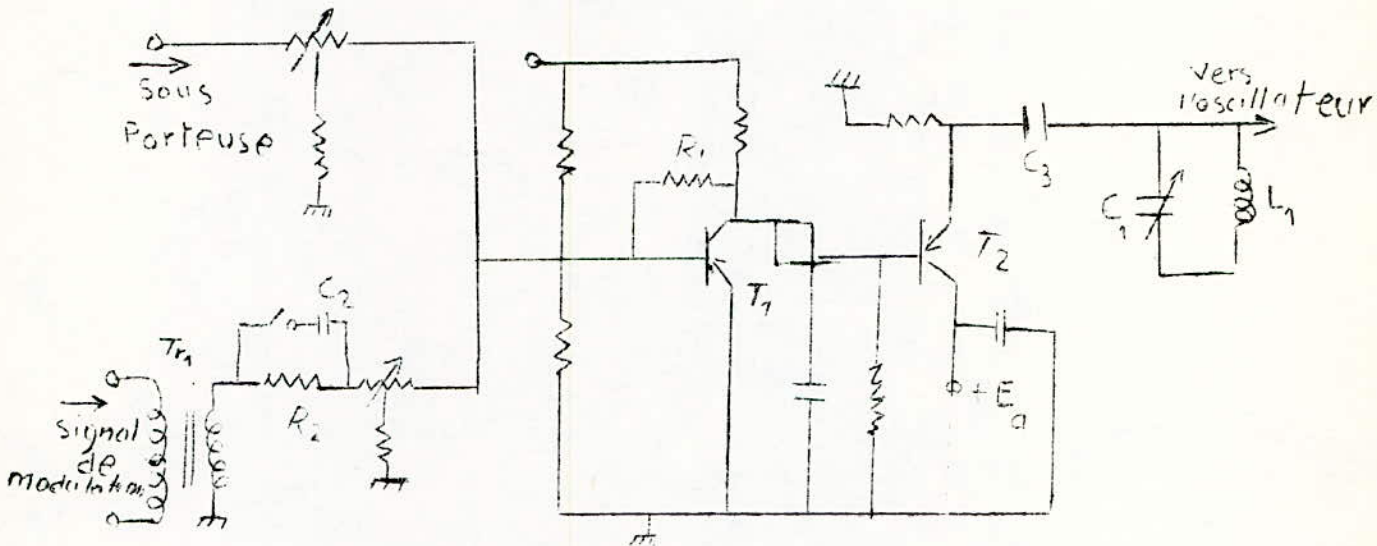 Sous
Porteuse
Vers
l'oscillateur
R1
C3
C1
L1
T1
T2
C2
Tr1
R2
+ Ea
Signal
de
modulation